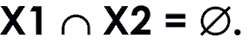 X1 ∩ X2 = ∅.